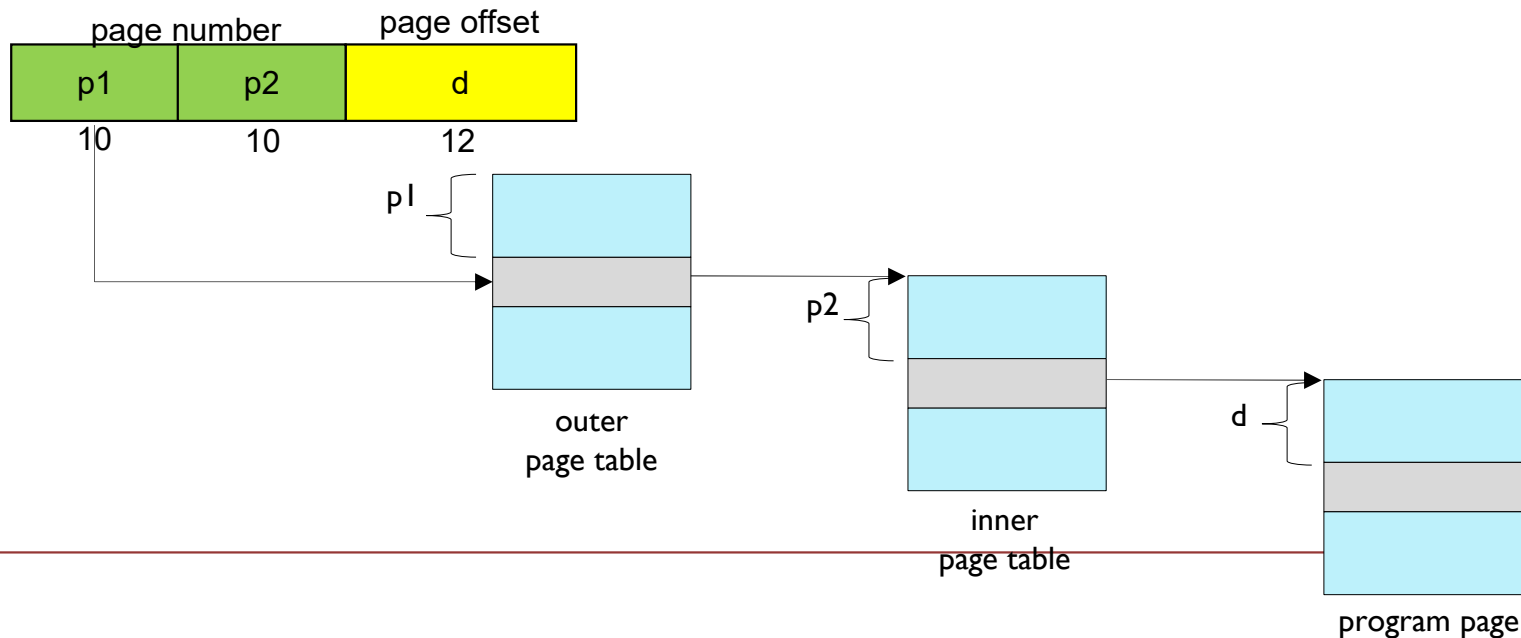 page number
page offset
p1
p2
d
10
10
12
p1
outer
page table
p2
inner
page table
d
program page